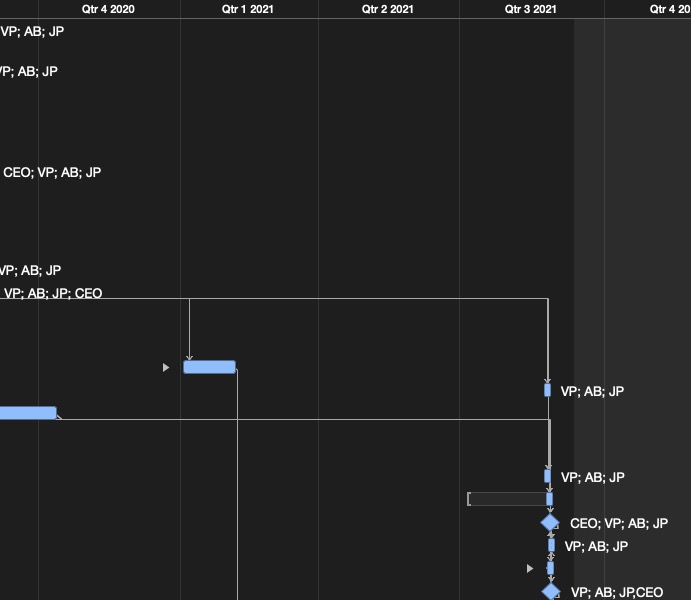 Qtr 4 2020 Qtr 1 2021 Qtr 2 2021 Qtr 3 2021 Qtr 4 20
VP; AB; JP
VP; AB; JP
CEO; VP; AB; JP
VP; AB; JP
VP; AB; JP; CEO
VP; AB; JP
VP; AB; JP
CEO; VP; AB; JP
VP; AB; JP
VP; AB; JP,CEO